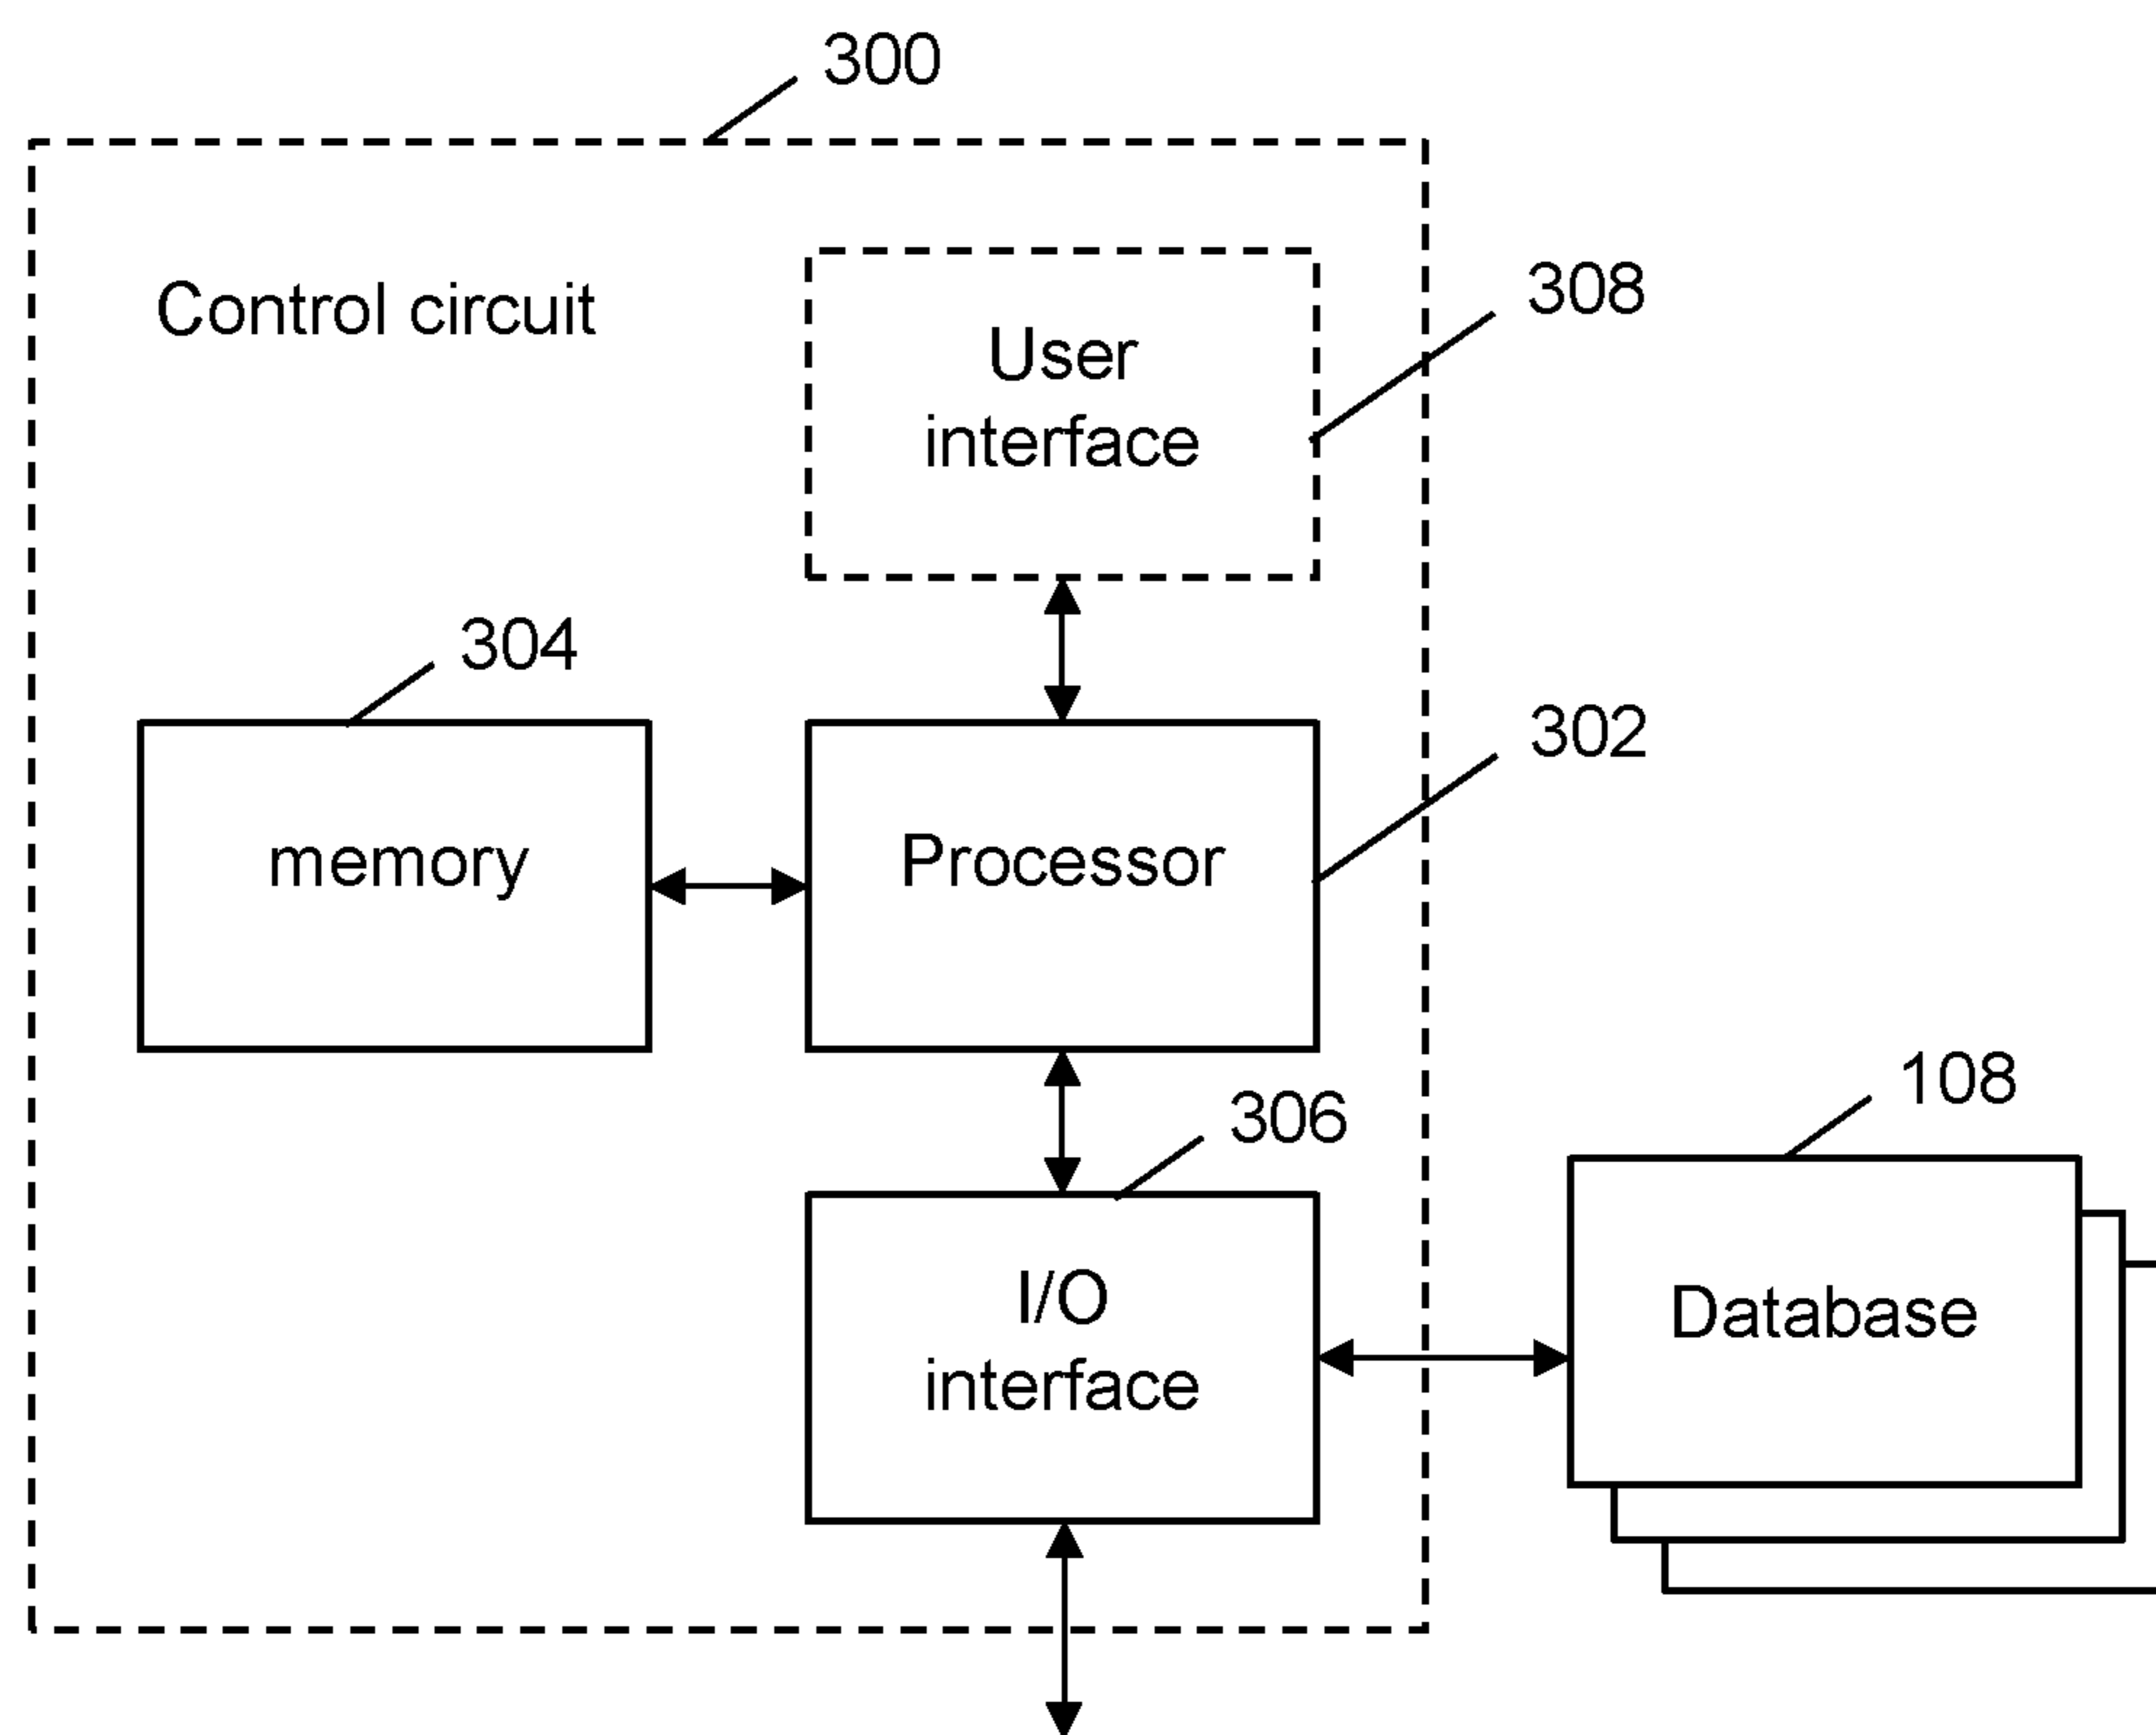 300
Control circuit
308
User
interface
304
302
memory
Processor
108
306
I/O
interface
Database